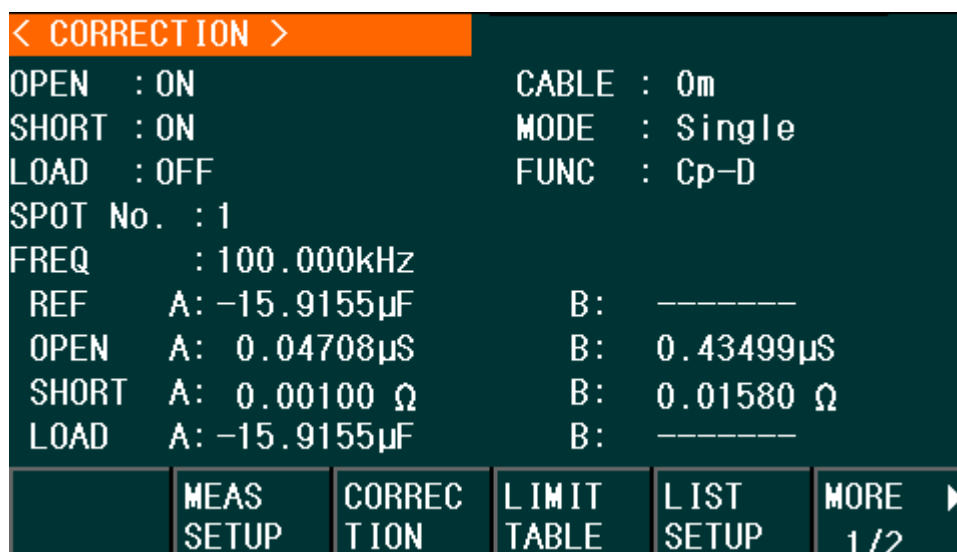 < CORRECTION >
OPEN : ON CABLE : 0m
SHORT : ON MODE : Single
LOAD : OFF FUNC : Cp-D
SPOT No. : 1
FREQ : 100.000kHz
REF A: -15.9155µF B: -------
OPEN A: 0.04708µS B: 0.43499µS
SHORT A: 0.00100 Ω B: 0.01580 Ω
LOAD A: -15.9155µF B: -------
MEAS SETUP CORRECTION LIMIT TABLE LIST SETUP MORE 1/2